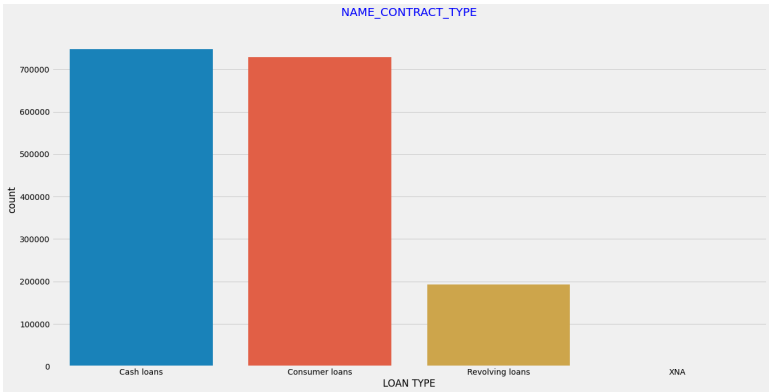 NAME_CONTRACT_TYPE
700000
600000
500000
400000
300000
200000
100000
0
count
Cash loans Consumer loans Revolving loans XNA
LOAN TYPE